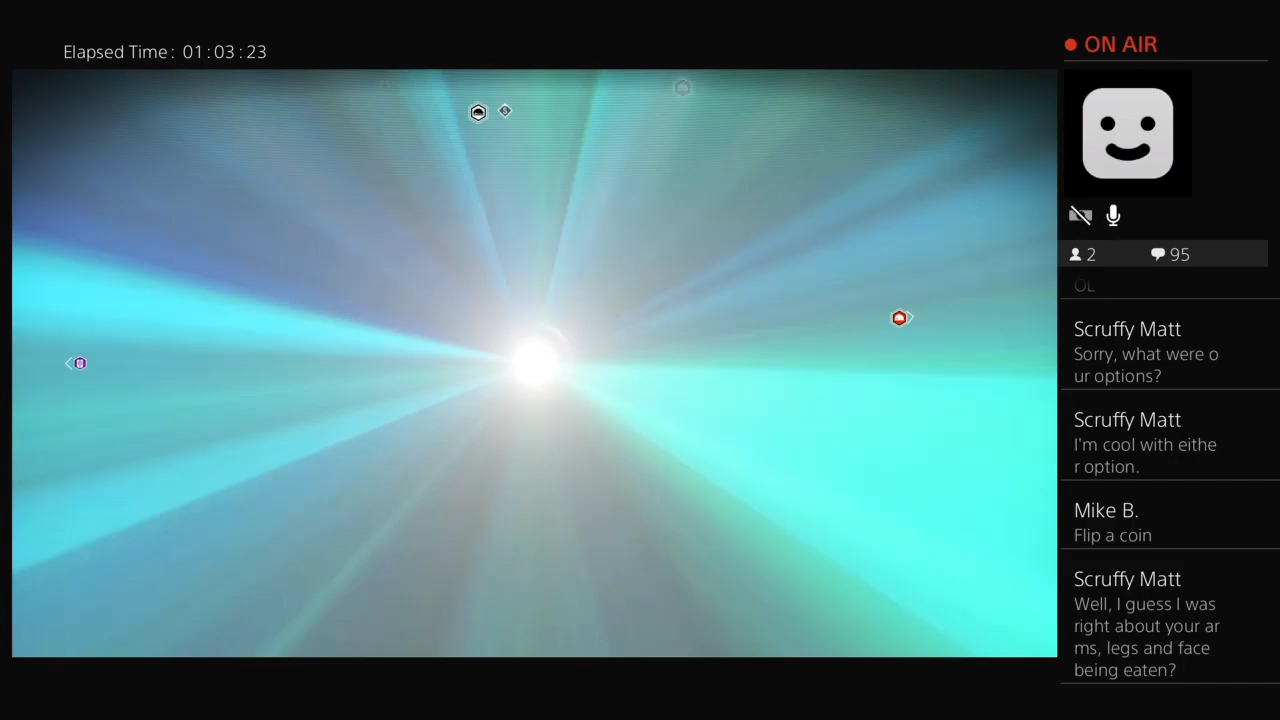 Elapsed Time: 01:03:23
ON AIR
2 95
OL
Scruffy Matt
Sorry, what were o
ur options?
Scruffy Matt
I'm cool with eithe
r option.
Mike B.
Flip a coin
Scruffy Matt
Well, I guess I was
right about your ar
ms, legs and face
being eaten?